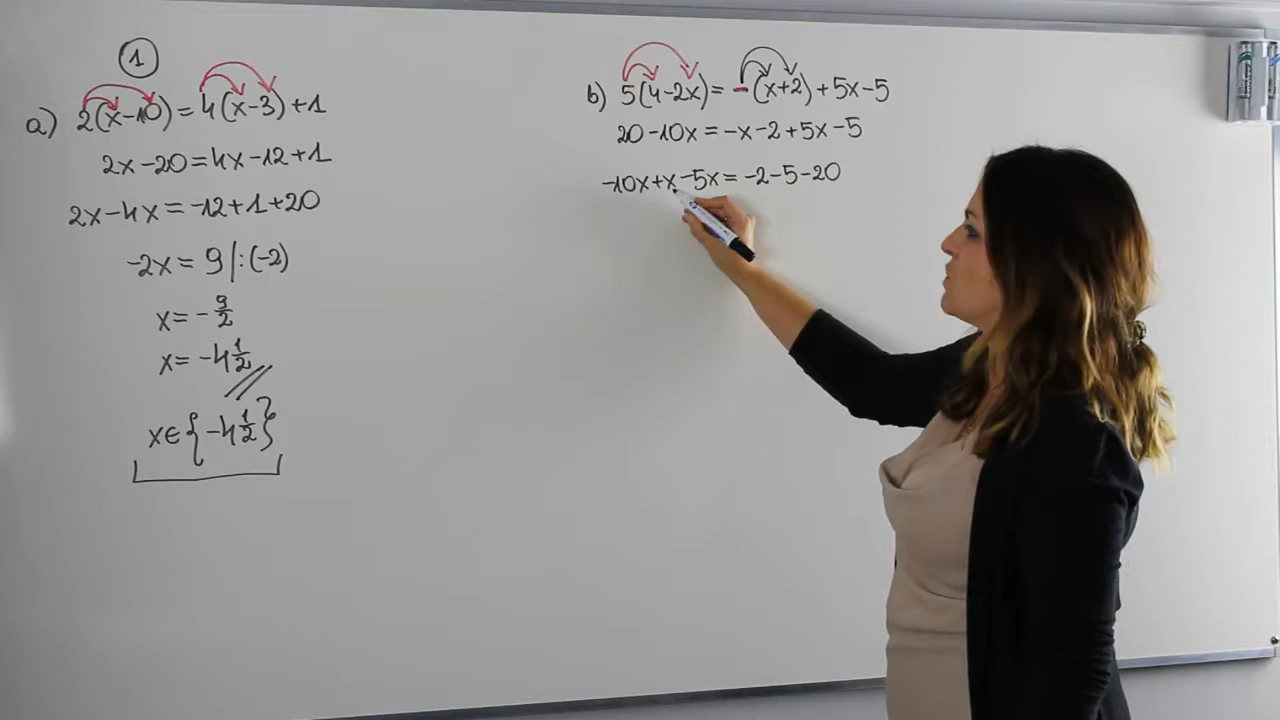 1
a) 2(x-10) = 4(x-3) + 1
2x - 20 = 4x - 12 + 1
2x - 4x = -12 + 1 + 20
-2x = 9 |:(-2)
x = -9/2
x = -4 1/2
x ∈ {-4 1/2}
b) 5(4-2x) = -(x+2) + 5x - 5
20 - 10x = -x - 2 + 5x - 5
-10x + x - 5x = -2 - 5 - 20